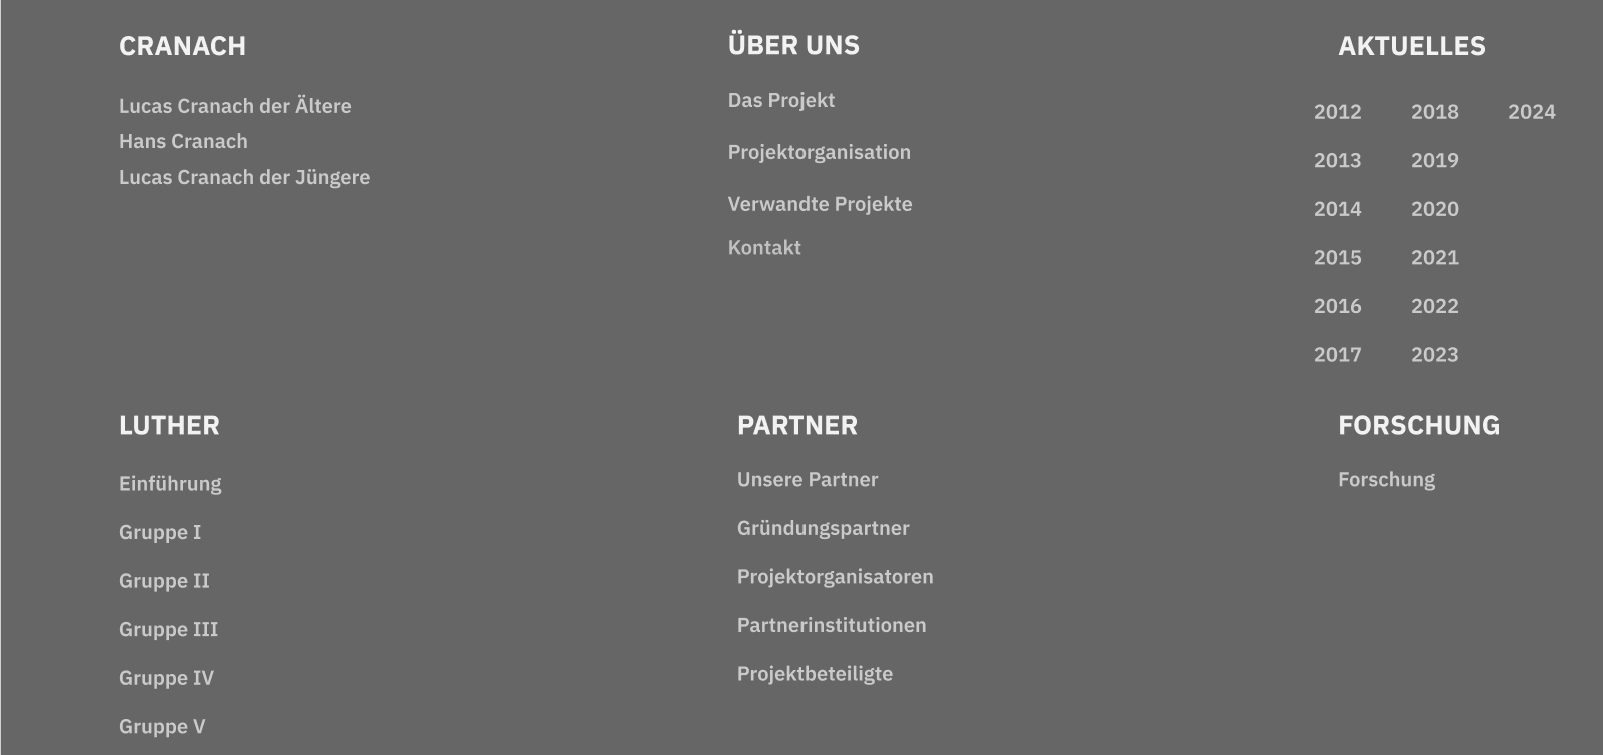 CRANACH
Lucas Cranach der Ältere
Hans Cranach
Lucas Cranach der Jüngere
ÜBER UNS
Das Projekt
Projektorganisation
Verwandte Projekte
Kontakt
AKTUELLES
2012 2018 2024
2013 2019
2014 2020
2015 2021
2016 2022
2017 2023
LUTHER
Einführung
Gruppe I
Gruppe II
Gruppe III
Gruppe IV
Gruppe V
PARTNER
Unsere Partner
Gründungspartner
Projektorganisatoren
Partnerinstitutionen
Projektbeteiligte
FORSCHUNG
Forschung